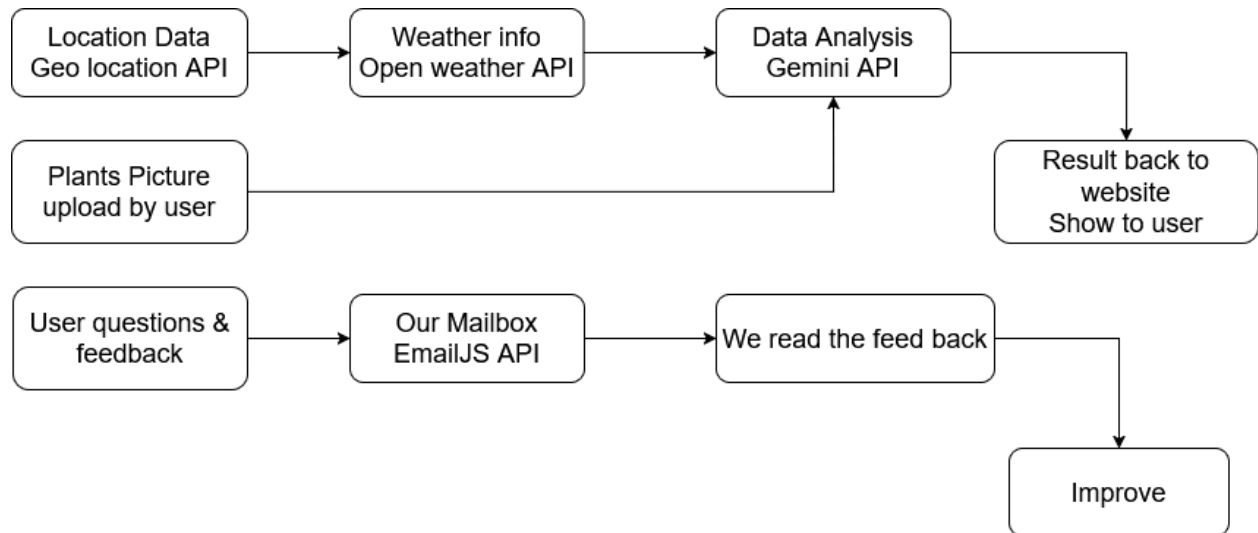 Location Data
Geo location API
Weather info
Open weather API
Data Analysis
Gemini API
Plants Picture
upload by user
Result back to
website
Show to user
User questions &
feedback
Our Mailbox
EmailJS API
We read the feed back
Improve